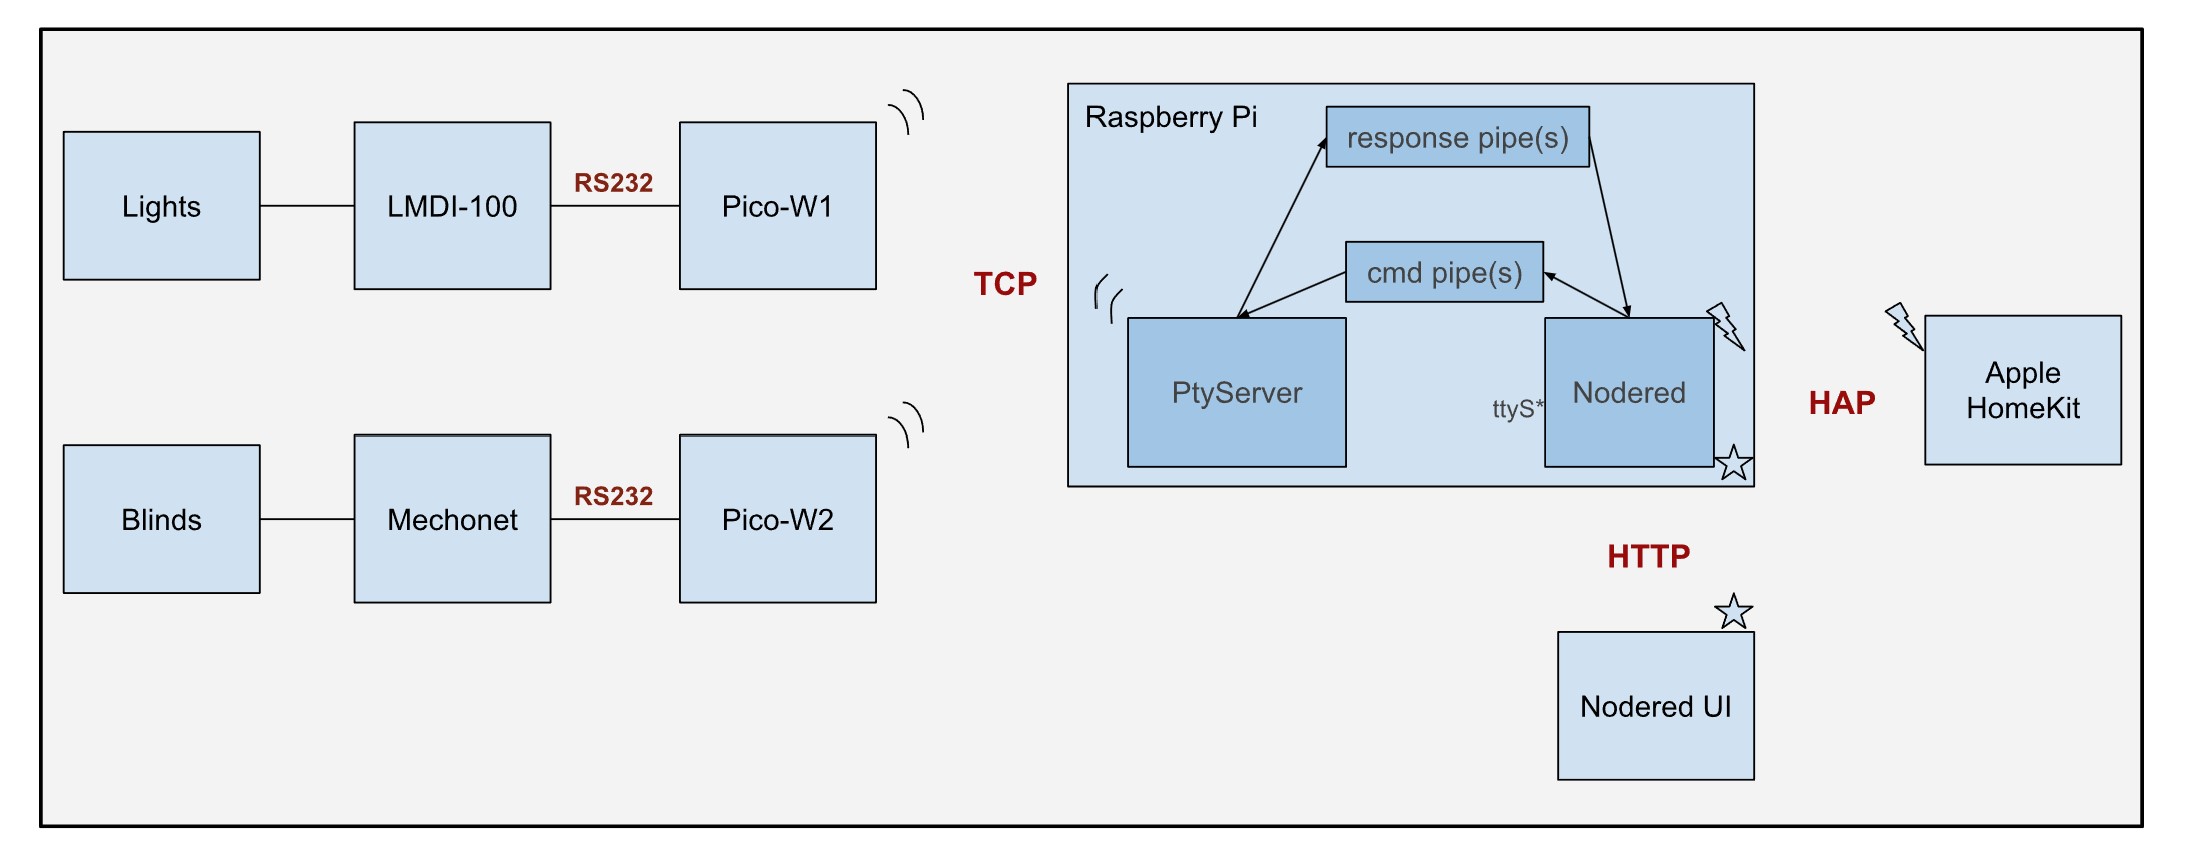 Raspberry Pi
response pipe(s)
Lights
LMDI-100
RS232
Pico-W1
TCP
cmd pipe(s)
PtyServer
ttyS*
Nodered
HAP
Apple
HomeKit
Blinds
Mechonet
RS232
Pico-W2
HTTP
Nodered UI